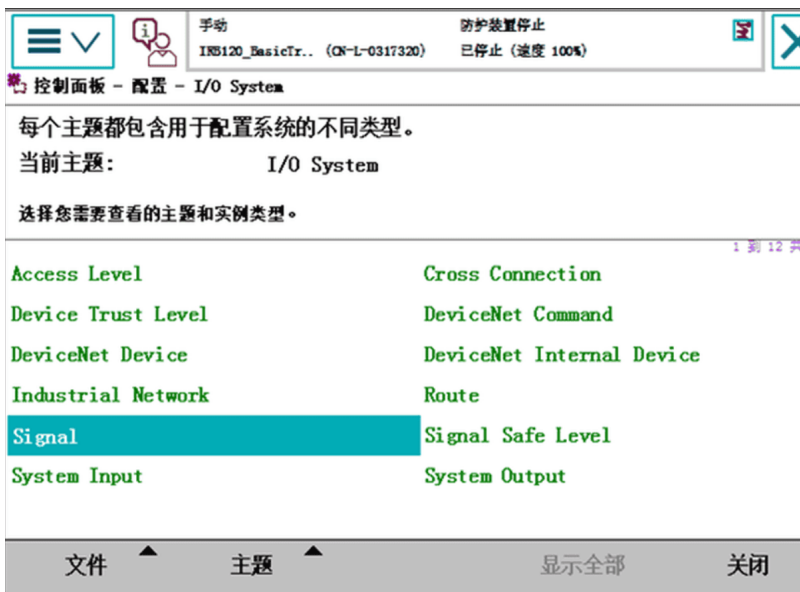 手动
防护装置停止
IRB120_BasicTr.. (CN-L-0317320)
已停止 (速度 100%)
控制面板 - 配置 - I/O System
每个主题都包含用于配置系统的不同类型。
当前主题: I/O System
选择您需要查看的主题和实例类型。
1 到 12 共
Access Level
Cross Connection
Device Trust Level
DeviceNet Command
DeviceNet Device
DeviceNet Internal Device
Industrial Network
Route
Signal
Signal Safe Level
System Input
System Output
文件
主题
显示全部
关闭